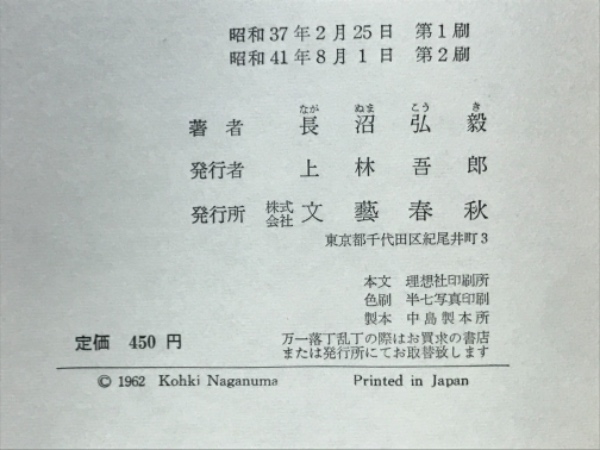 昭和37年2月25日 第1刷
昭和41年8月1日 第2刷
なが ぬま こう き
著者 長沼弘毅
発行者 上林吾郎
発行所 株式会社 文藝春秋
東京都千代田区紀尾井町3
本文 理想社印刷所
色刷 半七写真印刷
製本 中島製本所
定価 450円
万一落丁乱丁の際はお買求の書店
または発行所にてお取替致します
© 1962 Kohki Naganuma Printed in Japan